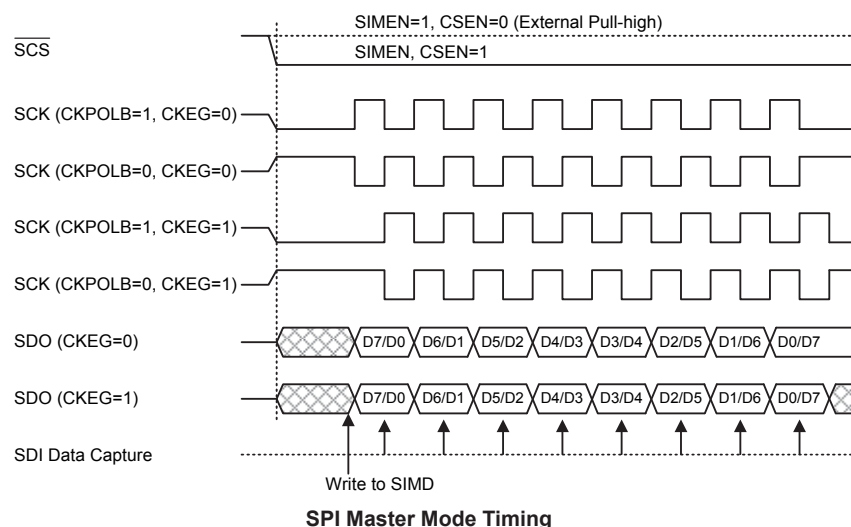 SIMEN=1, CSEN=0 (External Pull-high)
SCS
SIMEN, CSEN=1
SCK (CKPOLB=1, CKEG=0)
SCK (CKPOLB=0, CKEG=0)
SCK (CKPOLB=1, CKEG=1)
SCK (CKPOLB=0, CKEG=1)
SDO (CKEG=0) D7/D0 D6/D1 D5/D2 D4/D3 D3/D4 D2/D5 D1/D6 D0/D7
SDO (CKEG=1) D7/D0 D6/D1 D5/D2 D4/D3 D3/D4 D2/D5 D1/D6 D0/D7
SDI Data Capture
Write to SIMD
SPI Master Mode Timing